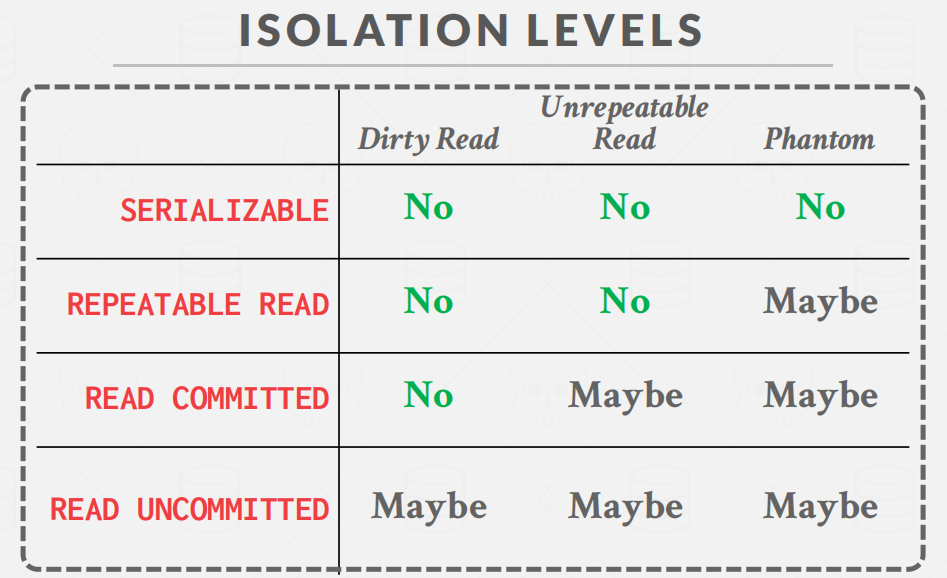 ISOLATION LEVELS
Dirty Read Unrepeatable Read Phantom
SERIALIZABLE No No No
REPEATABLE READ No No Maybe
READ COMMITTED No Maybe Maybe
READ UNCOMMITTED Maybe Maybe Maybe